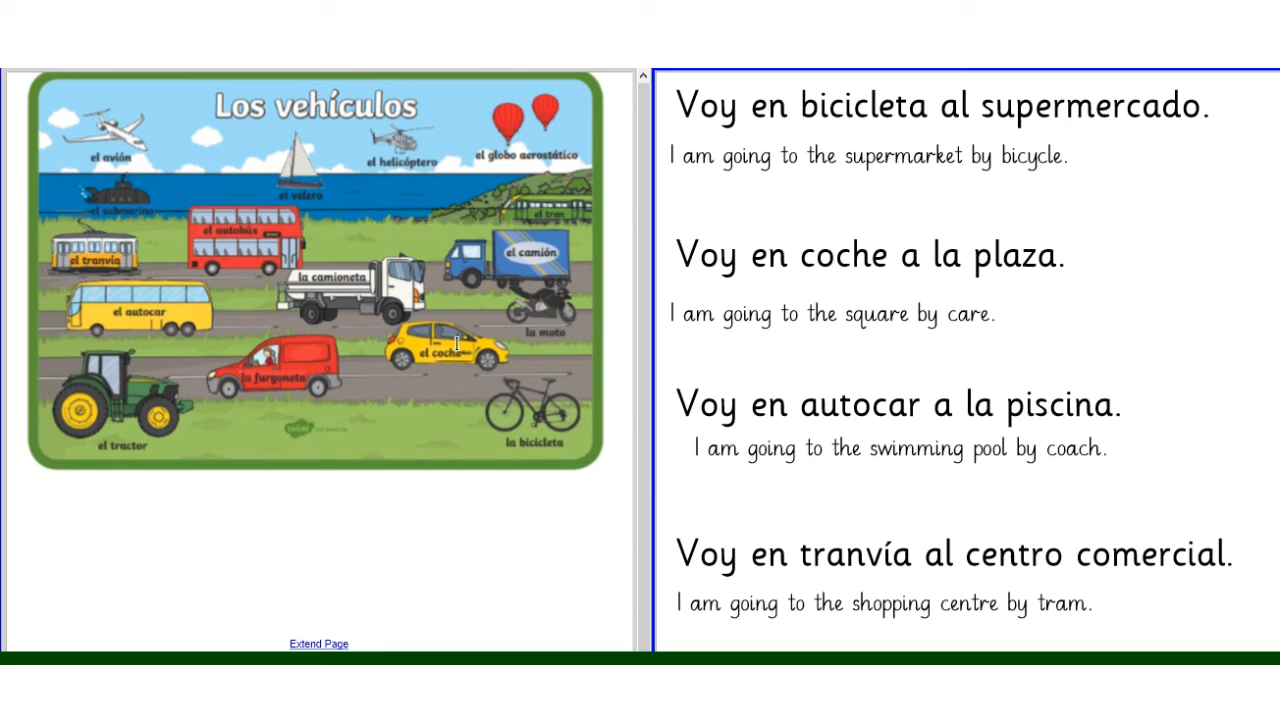 Los vehículos
el avión
el helicóptero
el globo aerostático
el velero
el submarino
el tren
el autobús
el tranvía
el camión
la camioneta
el autocar
la moto
el coche
la furgoneta
el tractor
la bicicleta
twinkl
Extend Page
Voy en bicicleta al supermercado.
I am going to the supermarket by bicycle.
Voy en coche a la plaza.
I am going to the square by care.
Voy en autocar a la piscina.
I am going to the swimming pool by coach.
Voy en tranvía al centro comercial.
I am going to the shopping centre by tram.